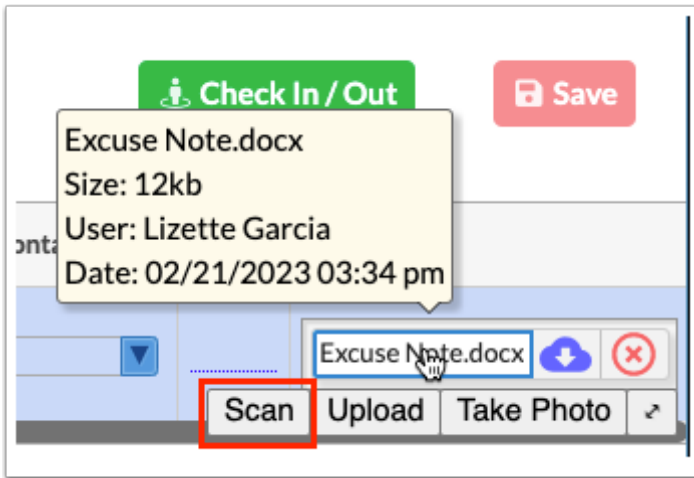 Check In / Out
Save
Excuse Note.docx
Size: 12kb
User: Lizette Garcia
Date: 02/21/2023 03:34 pm
Excuse Note.docx
Scan
Upload
Take Photo